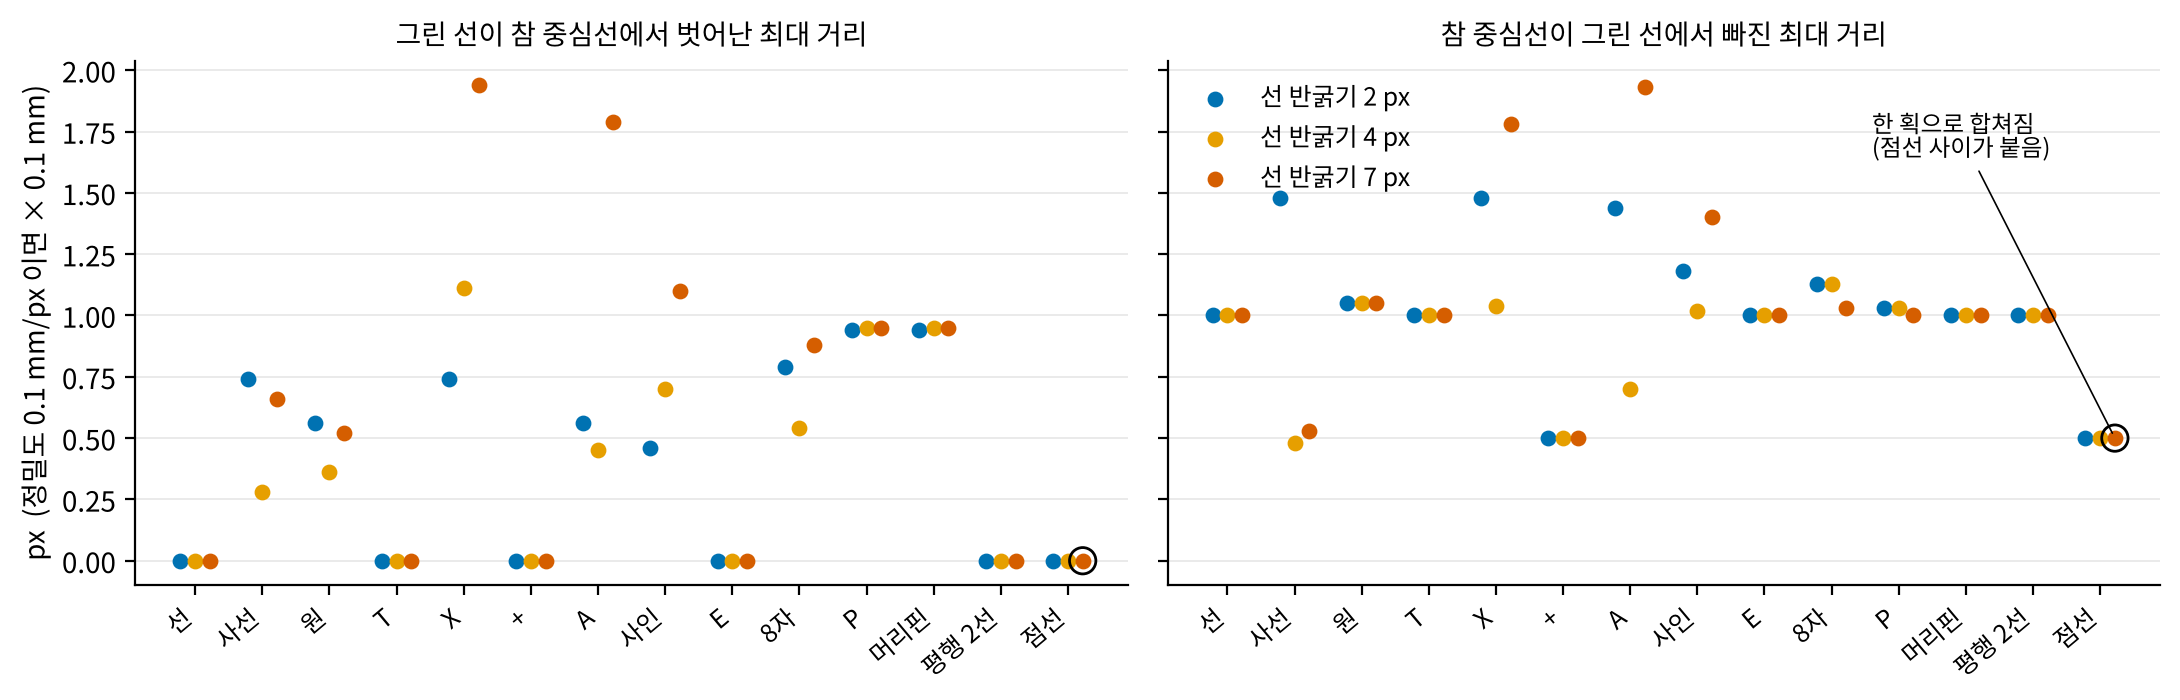 그린 선이 참 중심선에서 벗어난 최대 거리
px (정밀도 0.1 mm/px 이면 × 0.1 mm)
2.00
1.75
1.50
1.25
1.00
0.75
0.50
0.25
0.00
선
사선
원
T
X
+
A
사인
E
8자
P
머리핀
평행 2선
점선
참 중심선이 그린 선에서 빠진 최대 거리
선 반굵기 2 px
선 반굵기 4 px
선 반굵기 7 px
한 획으로 합쳐짐
(점선 사이가 붙음)
선
사선
원
T
X
+
A
사인
E
8자
P
머리핀
평행 2선
점선